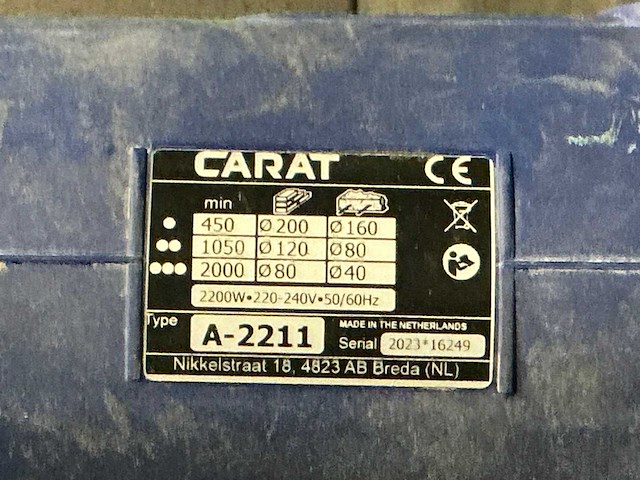 CARAT CE
min
450 Ø200 Ø160
1050 Ø120 Ø80
2000 Ø80 Ø40
2200W•220-240V•50/60Hz
Type A-2211
MADE IN THE NETHERLANDS
Serial 2023*16249
Nikkelstraat 18, 4823 AB Breda (NL)